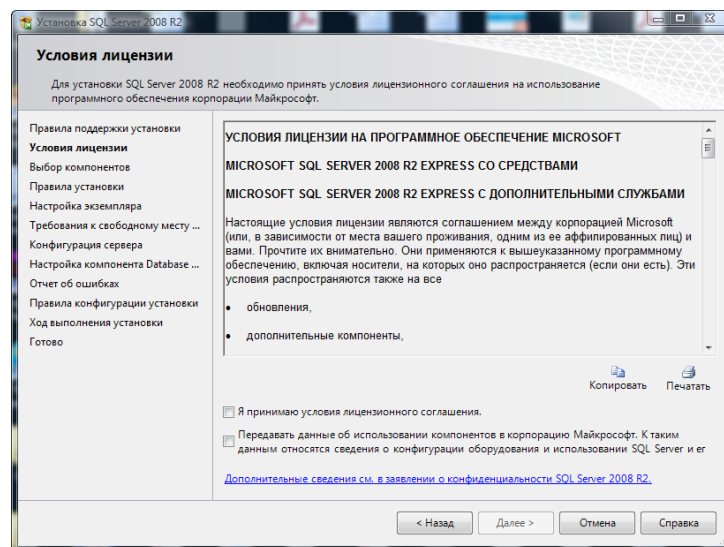 Установка SQL Server 2008 R2
Условия лицензии
Для установки SQL Server 2008 R2 необходимо принять условия лицензионного соглашения на использование
программного обеспечения корпорации Майкрософт.
Правила поддержки установки
Условия лицензии
Выбор компонентов
Правила установки
Настройка экземпляра
Требования к свободному месту ...
Конфигурация сервера
Настройка компонента Database ...
Отчет об ошибках
Правила конфигурации установки
Ход выполнения установки
Готово
УСЛОВИЯ ЛИЦЕНЗИИ НА ПРОГРАММНОЕ ОБЕСПЕЧЕНИЕ MICROSOFT
MICROSOFT SQL SERVER 2008 R2 EXPRESS СО СРЕДСТВАМИ
MICROSOFT SQL SERVER 2008 R2 EXPRESS С ДОПОЛНИТЕЛЬНЫМИ СЛУЖБАМИ
Настоящие условия лицензии являются соглашением между корпорацией Microsoft
(или, в зависимости от места вашего проживания, одним из ее аффилированных лиц) и
вами. Прочтите их внимательно. Они применяются к вышеуказанному программному
обеспечению, включая носители, на которых оно распространяется (если они есть). Эти
условия распространяются также на все
• обновления,
• дополнительные компоненты,
Копировать Печатать
Я принимаю условия лицензионного соглашения.
Передавать данные об использовании компонентов в корпорацию Майкрософт. К таким
данным относятся сведения о конфигурации оборудования и использовании SQL Server и ег
Дополнительные сведения см. в заявлении о конфиденциальности SQL Server 2008 R2.
< Назад Далее > Отмена Справка